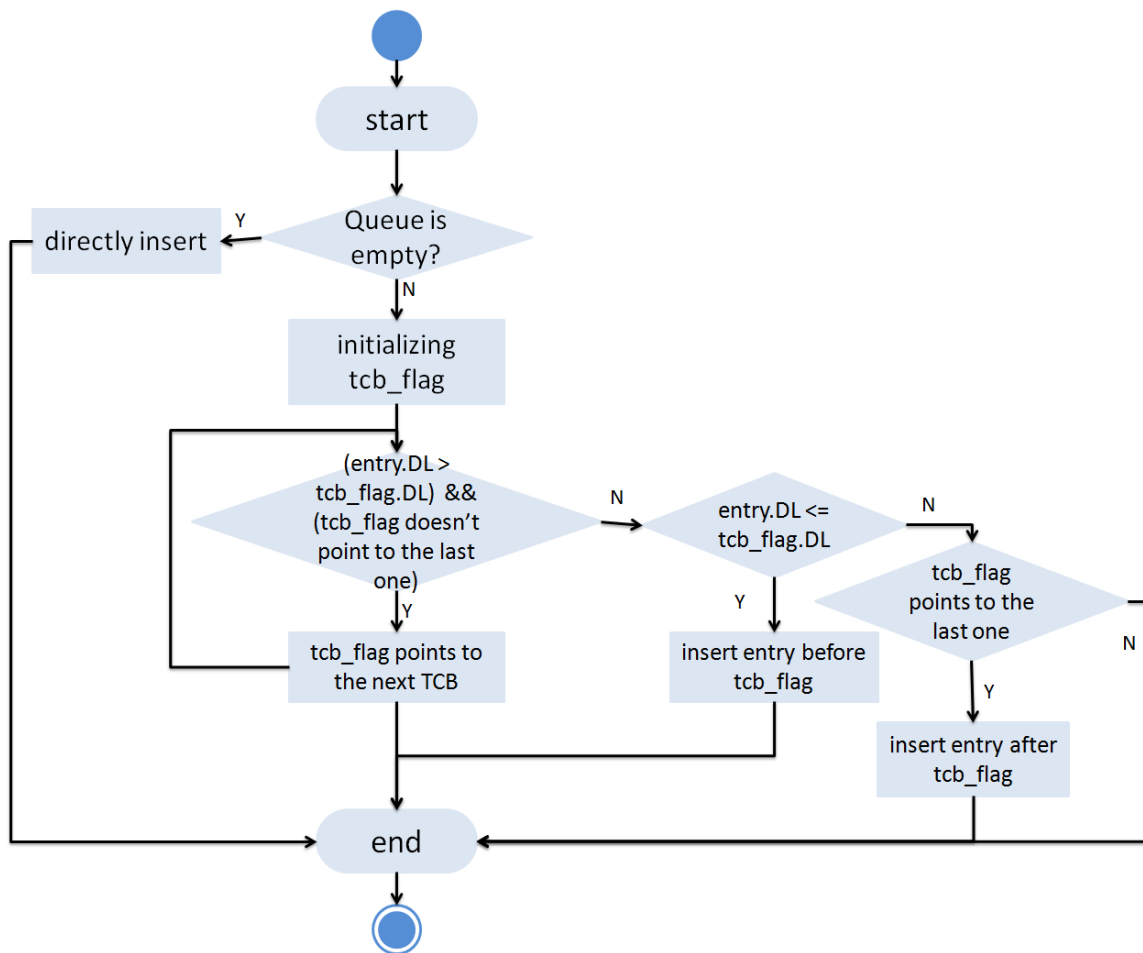 start
Queue is
empty?
Y
directly insert
N
initializing
tcb_flag
(entry.DL >
tcb_flag.DL) &&
(tcb_flag doesn't
point to the last
one)
N
entry.DL <=
tcb_flag.DL
N
tcb_flag
points to the
last one
Y
tcb_flag points to
the next TCB
Y
insert entry before
tcb_flag
N
Y
insert entry after
tcb_flag
end